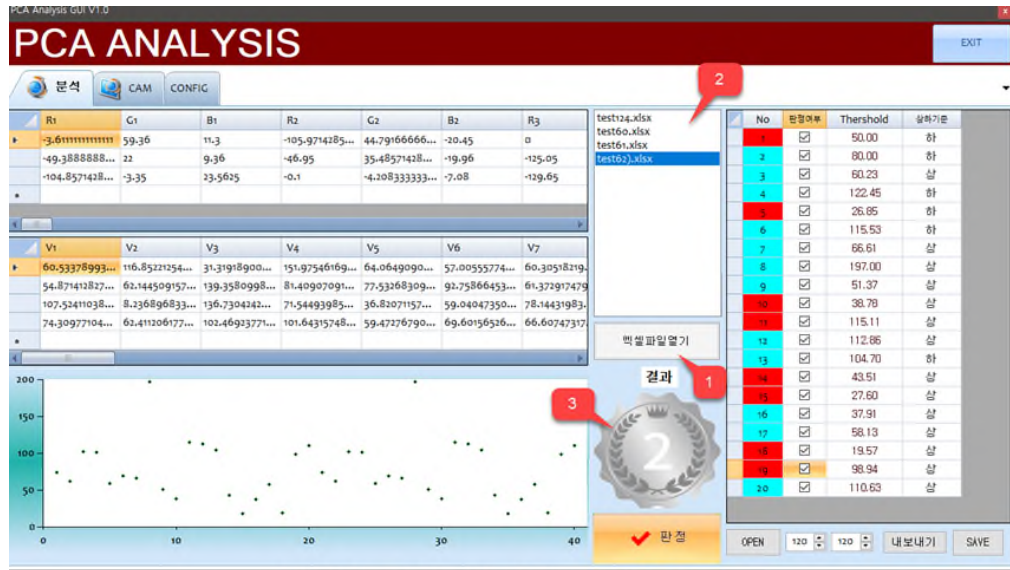 PCA Analysis GUI V1.0
PCA ANALYSIS
EXIT
분석 CAM CONFIG
R1 G1 B1 R2 G2 B2 R3
-3.6111111111111 59.36 11.3 -105.9714285... 44.79166666... -20.45 0
-49.3888888... 22 9.36 -46.95 35.48571428... -19.96 -125.05
-104.8571428... -3.35 23.5625 -0.1 -4.208333333... -7.08 -129.65
V1 V2 V3 V4 V5 V6 V7
60.53378993... 116.85221254... 31.31918900... 151.97546169... 64.0649090... 57.00555774... 60.30518219.
54.871412827... 62.144509157... 139.3580998... 81.40907091... 77.53268309... 92.75866453... 61.372917479
107.52411038... 8.236896833... 136.7304242... 71.54493985... 36.82071157... 59.04047350... 78.14431983.
74.30977104... 62.411206177... 102.46923771... 101.64315748... 59.47276790... 69.60156526... 66.60747317.
200
150
100
50
0
0 10 20 30 40
test124.xlsx
test60.xlsx
test61.xlsx
test62).xlsx
2
엑셀파일열기
1
결과
3
2
판정
No 판정여부 Thershold 상하기준
1 50.00 하
2 80.00 하
3 60.23 상
4 122.45 하
5 26.85 하
6 115.53 하
7 66.61 상
8 197.00 상
9 51.37 상
10 38.78 상
11 115.11 상
12 112.86 상
13 104.70 하
14 43.51 상
15 27.60 상
16 37.91 상
17 58.13 상
18 19.57 상
19 98.94 상
20 110.63 상
OPEN 120 120 내보내기 SAVE